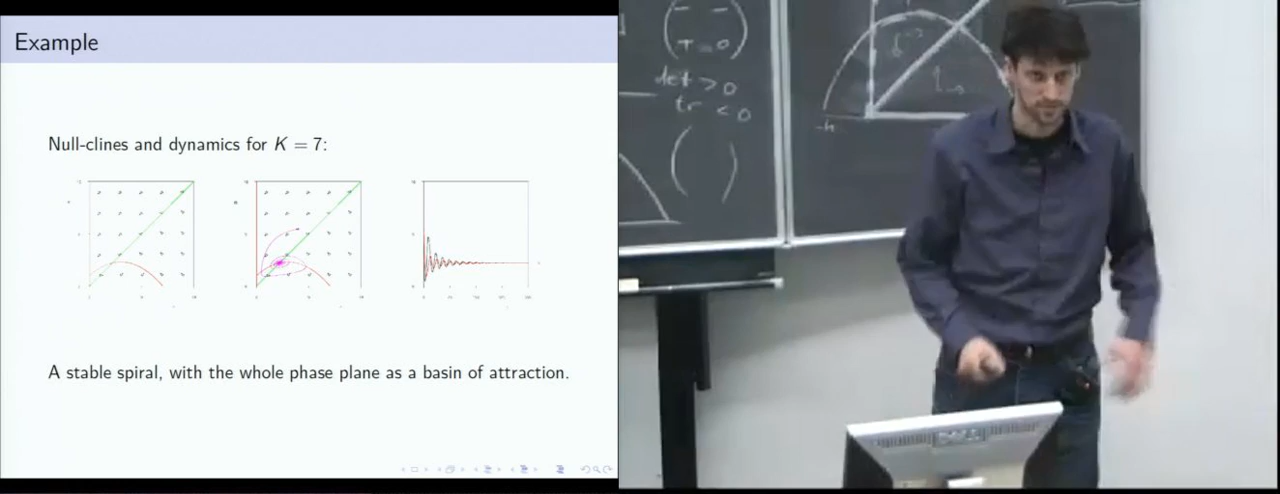 Example
Null-clines and dynamics for K = 7:
A stable spiral, with the whole phase plane as a basin of attraction.
det > 0
tr < 0
DELL